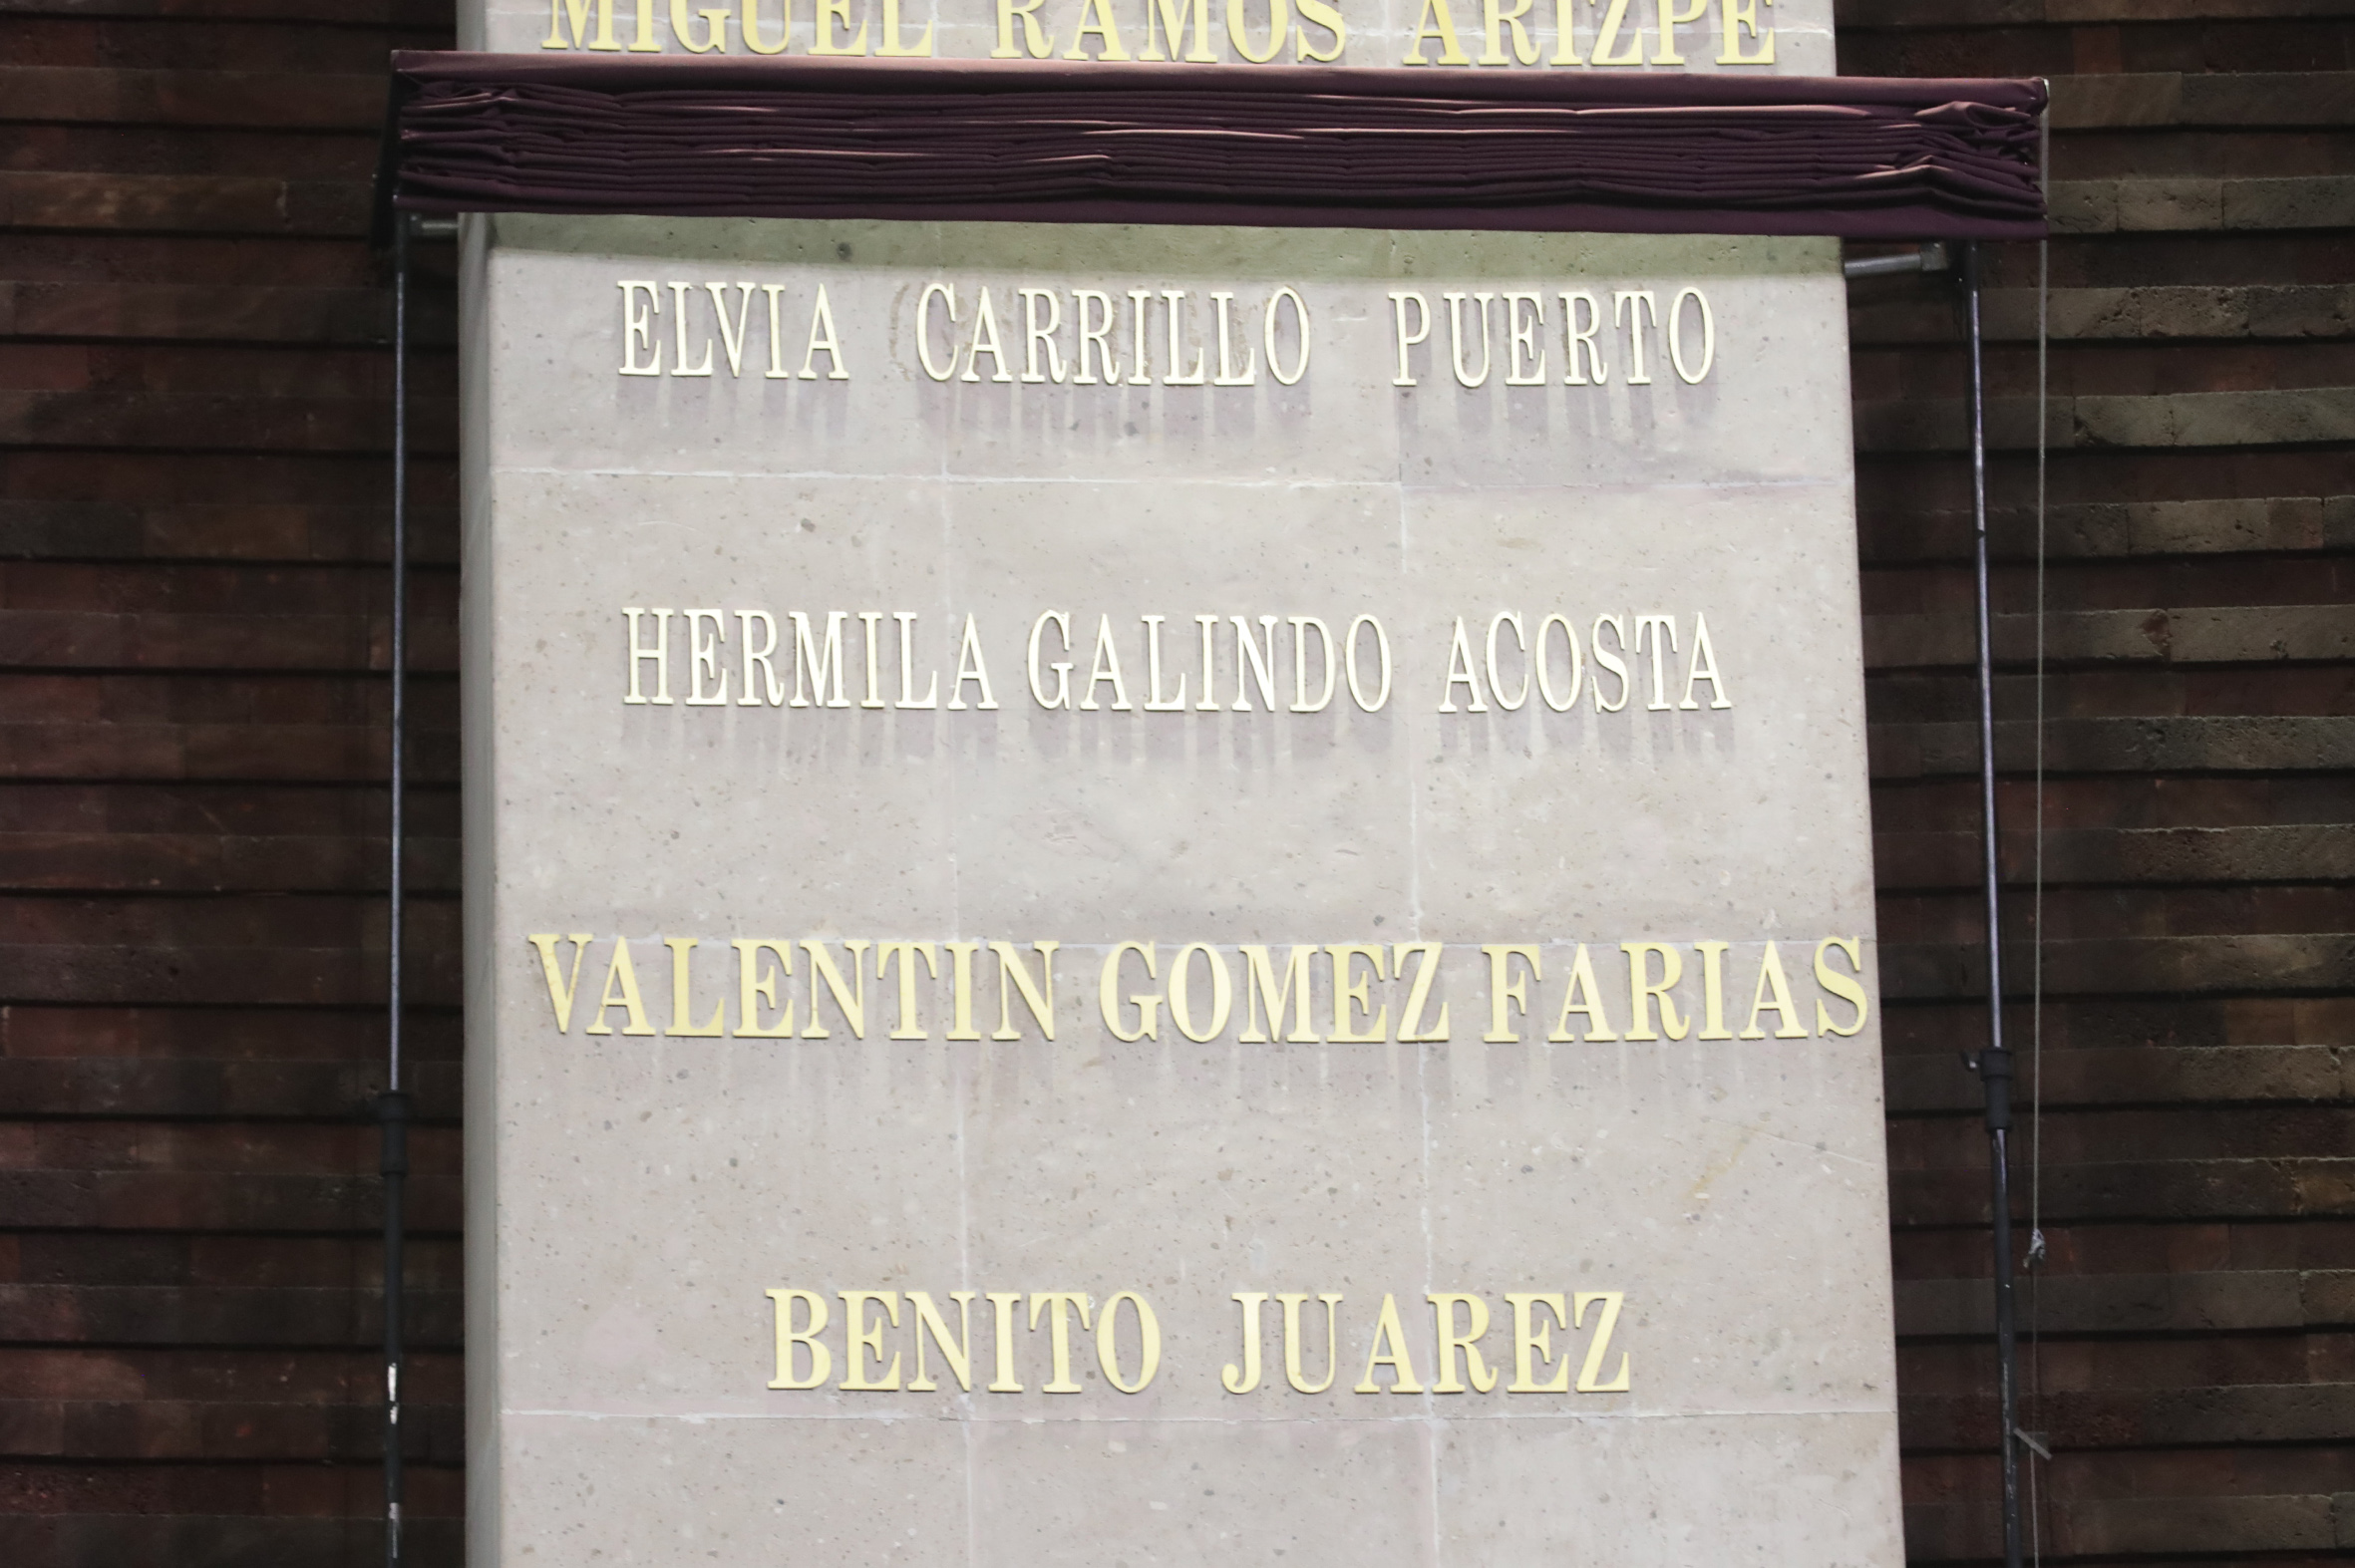 MIGUEL RAMOS ARIZPE
ELVIA CARRILLO PUERTO
HERMILA GALINDO ACOSTA
VALENTIN GOMEZ FARIAS
BENITO JUAREZ